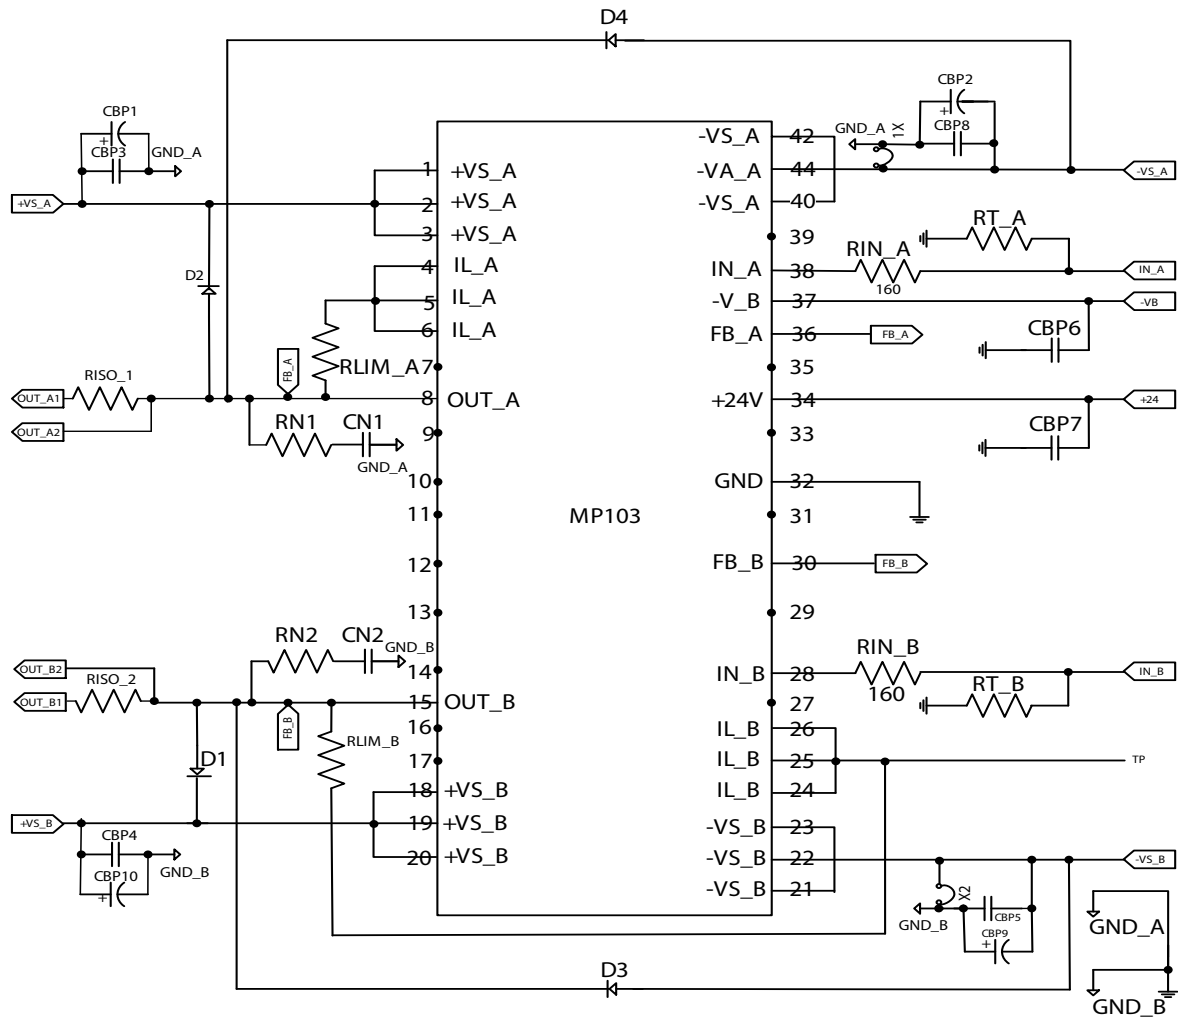 D4
CBP1
CBP3
GND_A
+VS_A
D2
OUT_A1
RISO_1
OUT_A2
FB_A
RLIM_A
RN1
CN1
GND_A
1 +VS_A
2 +VS_A
3 +VS_A
4 IL_A
5 IL_A
6 IL_A
7
8 OUT_A
9
10
11
12
13
14
15 OUT_B
16
17
18 +VS_B
19 +VS_B
20 +VS_B
MP103
-VS_A 42
-VA_A 44
-VS_A 40
39
IN_A 38
-V_B 37
FB_A 36
35
+24V 34
33
GND 32
31
FB_B 30
29
IN_B 28
27
IL_B 26
IL_B 25
IL_B 24
-VS_B 23
-VS_B 22
-VS_B 21
CBP2
GND_A
1X
CBP8
-VS_A
RT_A
RIN_A
160
IN_A
-VB
FB_A
CBP6
+24
CBP7
FB_B
RIN_B
160
IN_B
RT_B
TP
-VS_B
X2
GND_B
CBP5
CBP9
GND_A
GND_B
RN2
CN2
GND_B
OUT_B2
RISO_2
OUT_B1
FB_B
RLIM_B
D1
+VS_B
CBP4
CBP10
GND_B
D3